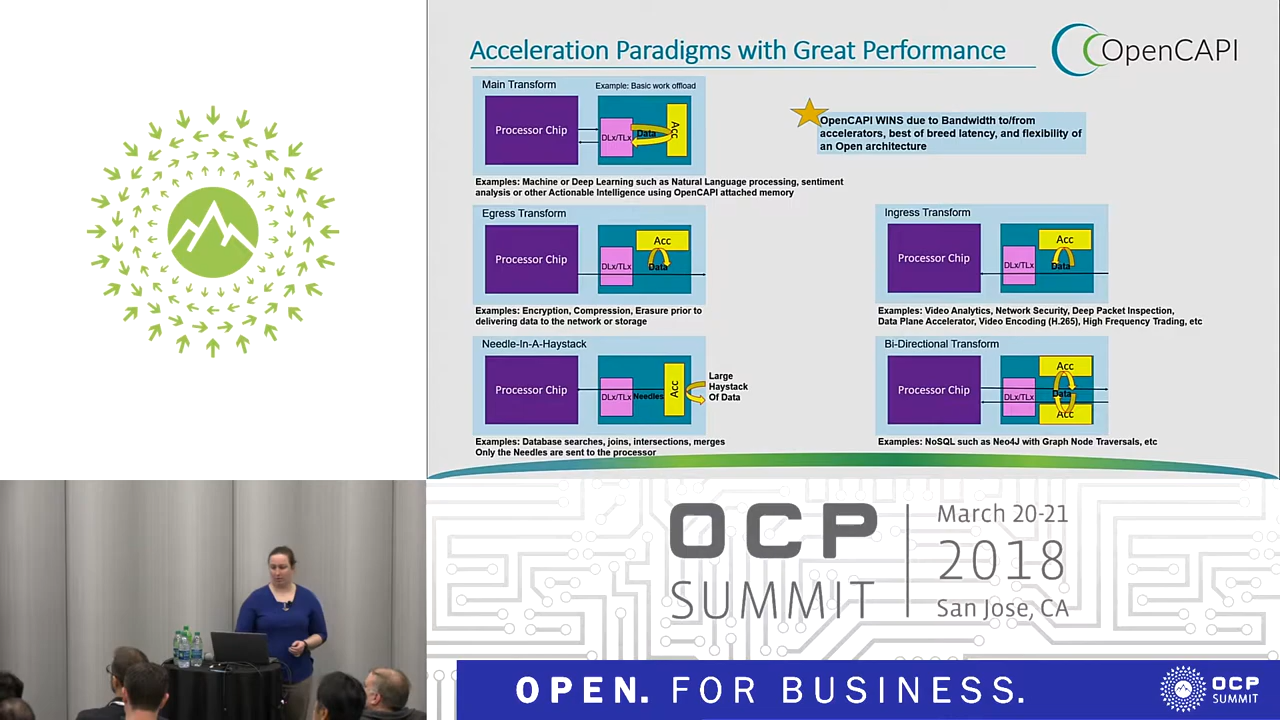 Acceleration Paradigms with Great Performance
OpenCAPI
Main Transform
Example: Basic work offload
Processor Chip
DLx/TLx
Data
Acc
OpenCAPI WINS due to Bandwidth to/from
accelerators, best of breed latency, and flexibility of
an Open architecture
Examples: Machine or Deep Learning such as Natural Language processing, sentiment
analysis or other Actionable Intelligence using OpenCAPI attached memory
Egress Transform
Processor Chip
DLx/TLx
Acc
Data
Examples: Encryption, Compression, Erasure prior to
delivering data to the network or storage
Ingress Transform
Processor Chip
DLx/TLx
Acc
Data
Examples: Video Analytics, Network Security, Deep Packet Inspection,
Data Plane Accelerator, Video Encoding (H.265), High Frequency Trading, etc
Needle-In-A-Haystack
Processor Chip
DLx/TLx
Needles
Acc
Large
Haystack
Of Data
Examples: Database searches, joins, intersections, merges
Only the Needles are sent to the processor
Bi-Directional Transform
Processor Chip
DLx/TLx
Acc
Data
Acc
Examples: NoSQL such as Neo4J with Graph Node Traversals, etc
OCP
SUMMIT
March 20-21
2018
San Jose, CA
OPEN. FOR BUSINESS.
OCP
SUMMIT